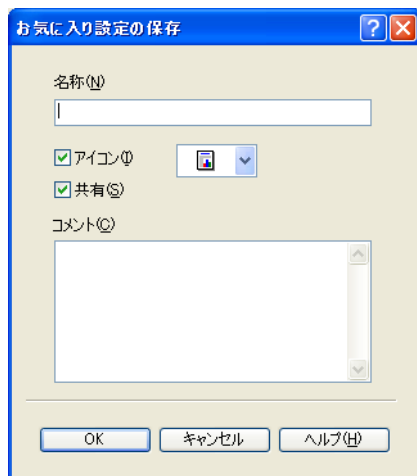 お気に入り設定の保存
名称(N)
アイコン(I)
共有(S)
コメント(C)
OK キャンセル ヘルプ(H)